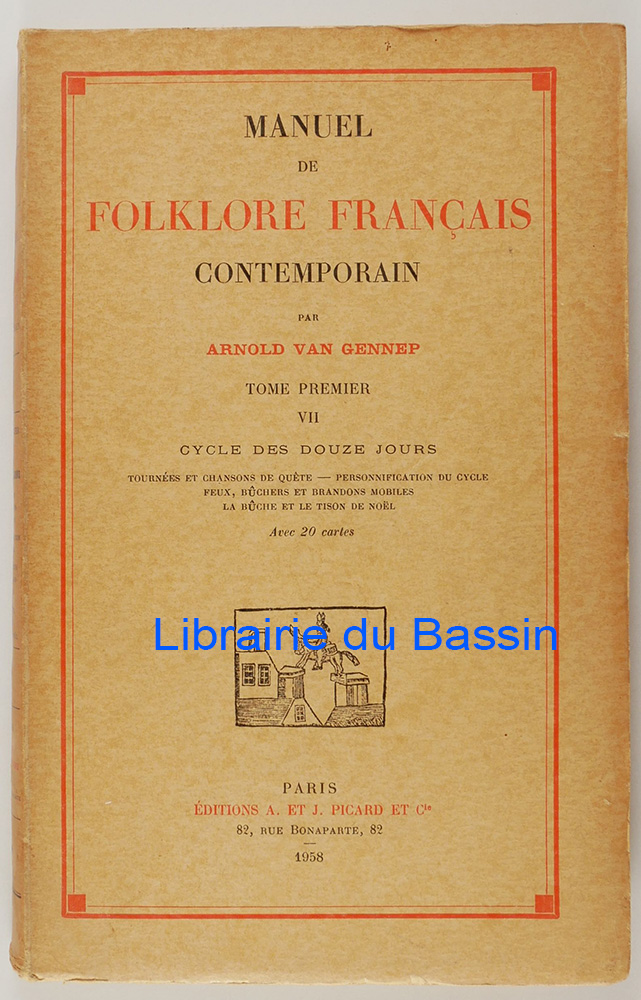 MANUEL
DE
FOLKLORE FRANÇAIS
CONTEMPORAIN
PAR
ARNOLD VAN GENNEP
TOME PREMIER
VII
CYCLE DES DOUZE JOURS
TOURNÉES ET CHANSONS DE QUÊTE — PERSONNIFICATION DU CYCLE
FEUX, BÛCHERS ET BRANDONS MOBILES
LA BÛCHE ET LE TISON DE NOËL
Avec 20 cartes
Librairie du Bassin
PARIS
ÉDITIONS A. ET J. PICARD ET Cie
82, RUE BONAPARTE, 82
1958